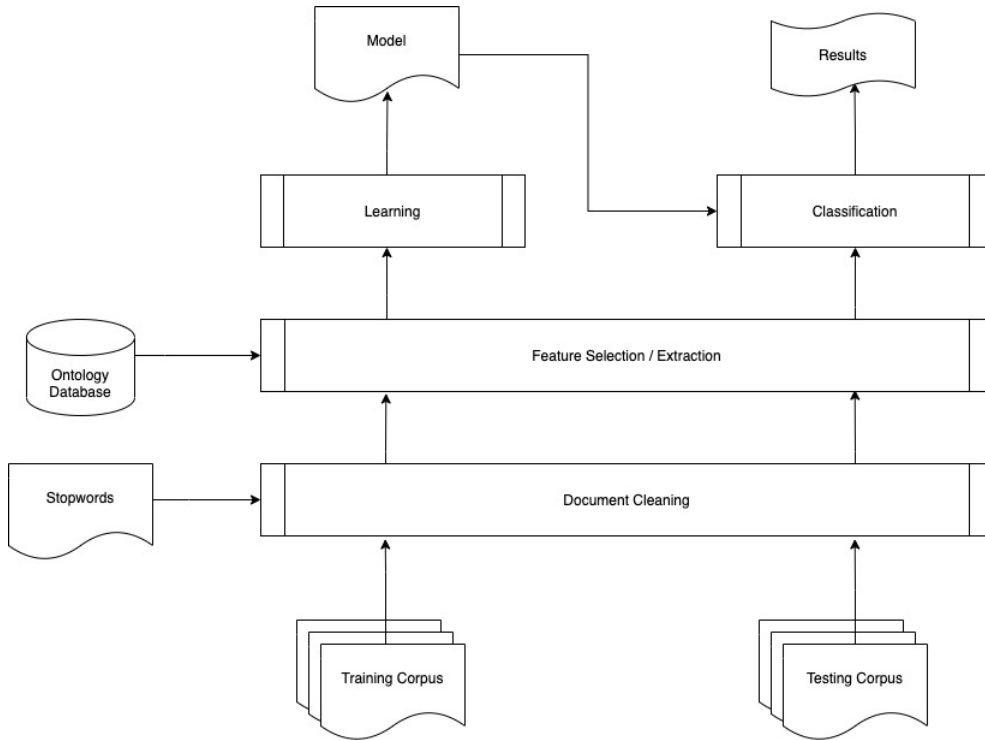 Model
Results
Learning
Classification
Feature Selection / Extraction
Ontology
Database
Stopwords
Document Cleaning
Training Corpus
Testing Corpus